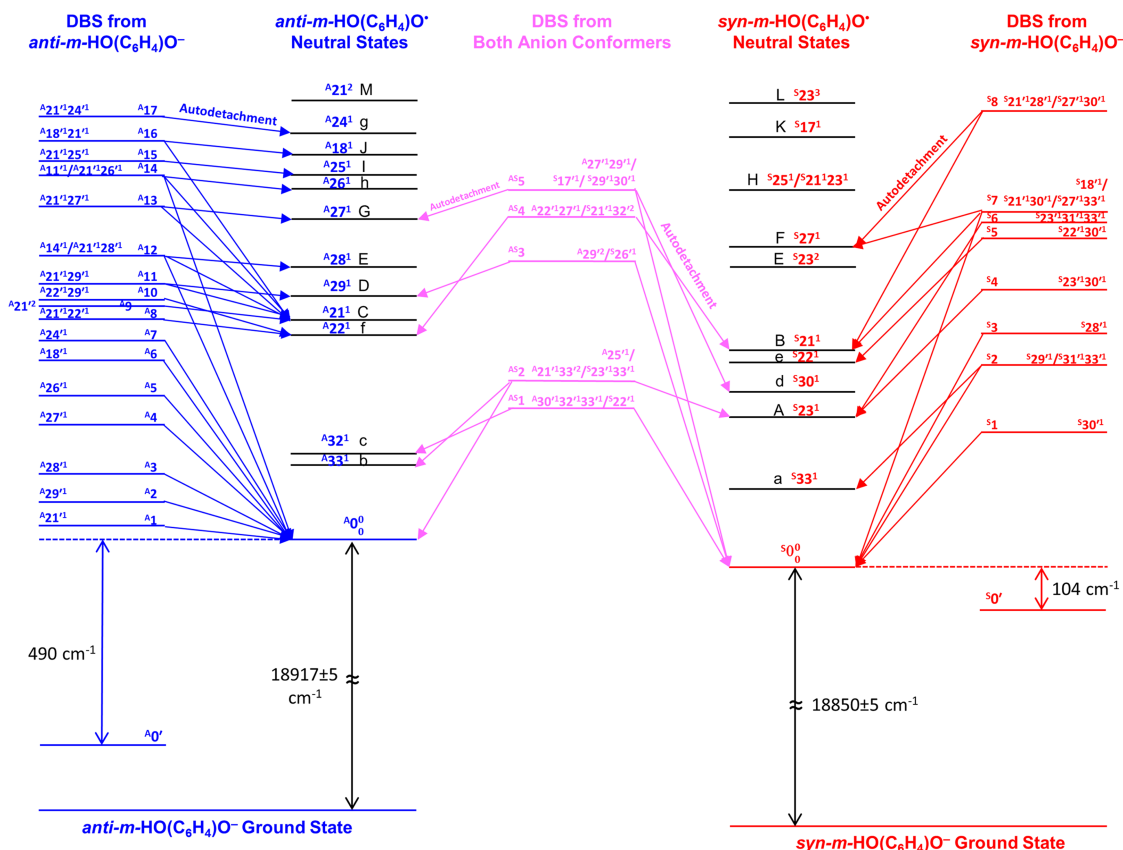 DBS from
anti-m-HO(C₆H₄)O⁻
anti-m-HO(C₆H₄)O•
Neutral States
DBS from
Both Anion Conformers
syn-m-HO(C₆H₄)O•
Neutral States
DBS from
syn-m-HO(C₆H₄)O⁻
ᴬ21′¹24′¹ ᴬ17
ᴬ18′¹21′¹ ᴬ16
ᴬ21′¹25′¹ ᴬ15
ᴬ11′¹/ᴬ21′¹26′¹ ᴬ14
ᴬ21′¹27′¹ ᴬ13
ᴬ14′¹/ᴬ21′¹28′¹ ᴬ12
ᴬ21′¹29′¹ ᴬ11
ᴬ22′¹29′¹ ᴬ10
ᴬ21′² ᴬ9
ᴬ21′¹22′¹ ᴬ8
ᴬ24′¹ ᴬ7
ᴬ18′¹ ᴬ6
ᴬ26′¹ ᴬ5
ᴬ27′¹ ᴬ4
ᴬ28′¹ ᴬ3
ᴬ29′¹ ᴬ2
ᴬ21′¹ ᴬ1
490 cm⁻¹
ᴬ0′
Autodetachment
ᴬ21² M
ᴬ24¹ g
ᴬ18¹ J
ᴬ25¹ I
ᴬ26¹ h
ᴬ27¹ G
ᴬ28¹ E
ᴬ29¹ D
ᴬ21¹ C
ᴬ22¹ f
ᴬ32¹ c
ᴬ33¹ b
ᴬ0⁰₀
18917±5
cm⁻¹
anti-m-HO(C₆H₄)O⁻ Ground State
Autodetachment
ᴬ27′¹29′¹/
ᴬˢ5 ˢ17′¹/ˢ29′¹30′¹
ᴬˢ4 ᴬ22′¹27′¹/ˢ21′¹32′²
ᴬˢ3 ᴬ29′²/ˢ26′¹
ᴬ25′¹/
ᴬˢ2 ᴬ21′¹33′²/ˢ23′¹33′¹
ᴬˢ1 ᴬ30′¹32′¹33′¹/ˢ22′¹
Autodetachment
L ˢ23³
K ˢ17¹
H ˢ25¹/ˢ21¹23¹
F ˢ27¹
E ˢ23²
B ˢ21¹
e ˢ22¹
d ˢ30¹
A ˢ23¹
a ˢ33¹
ˢ0⁰₀
18850±5 cm⁻¹
Autodetachment
ˢ8 ˢ21′¹28′¹/ˢ27′¹30′¹
ˢ18′¹/
ˢ7 ˢ21′¹30′¹/ˢ27′¹33′¹
ˢ6 ˢ23′¹31′¹33′¹
ˢ5 ˢ22′¹30′¹
ˢ4 ˢ23′¹30′¹
ˢ3 ˢ28′¹
ˢ2 ˢ29′¹/ˢ31′¹33′¹
ˢ1 ˢ30′¹
104 cm⁻¹
ˢ0′
syn-m-HO(C₆H₄)O⁻ Ground State